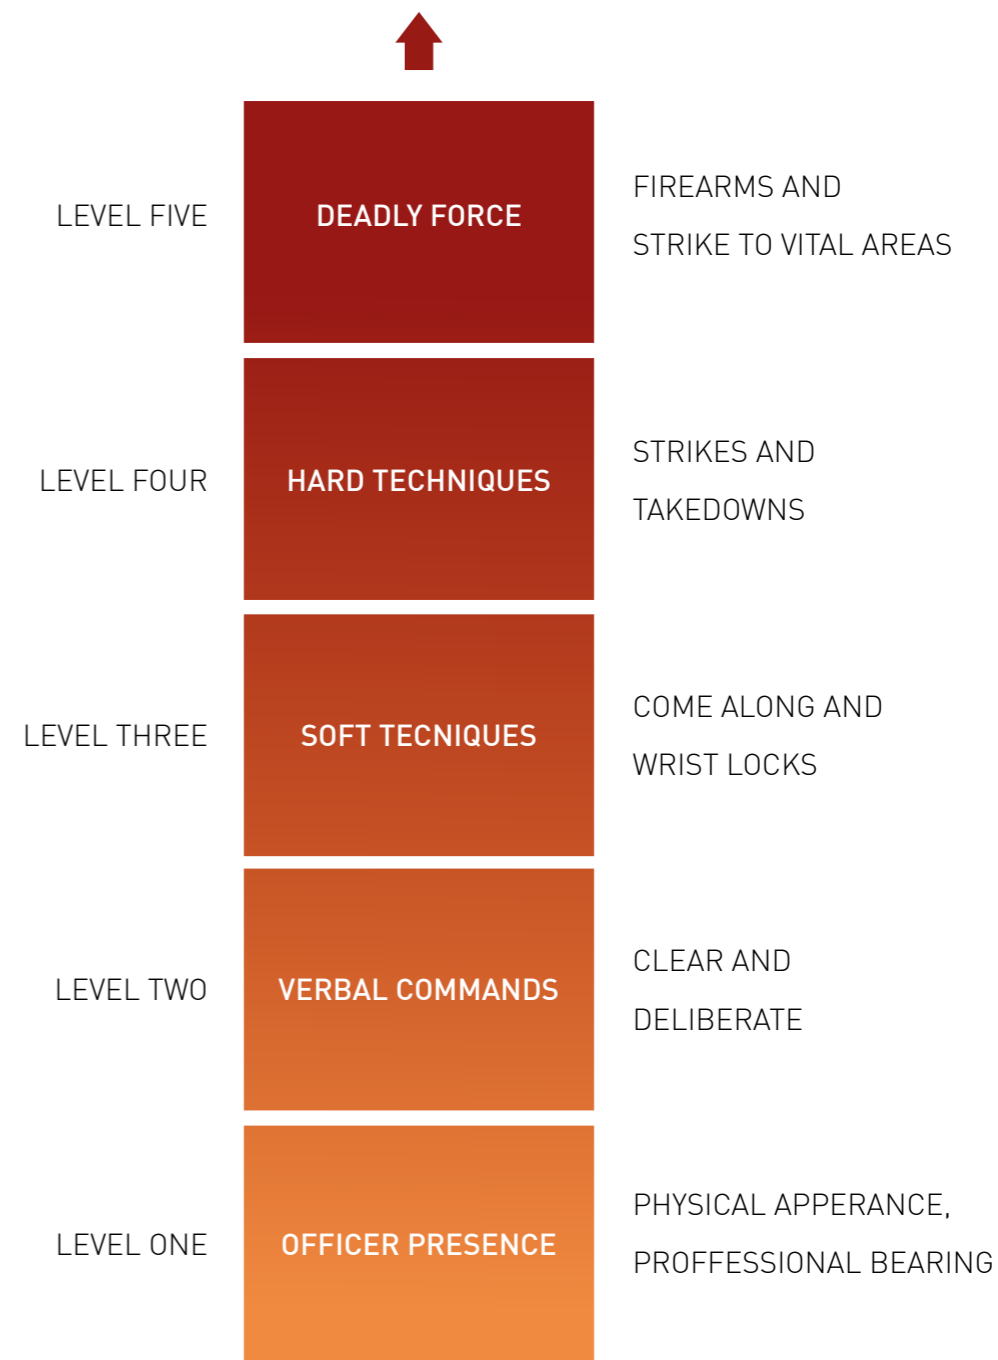 LEVEL FIVE
DEADLY FORCE
FIREARMS AND
STRIKE TO VITAL AREAS
LEVEL FOUR
HARD TECHNIQUES
STRIKES AND
TAKEDOWNS
LEVEL THREE
SOFT TECNIQUES
COME ALONG AND
WRIST LOCKS
LEVEL TWO
VERBAL COMMANDS
CLEAR AND
DELIBERATE
LEVEL ONE
OFFICER PRESENCE
PHYSICAL APPERANCE,
PROFFESSIONAL BEARING